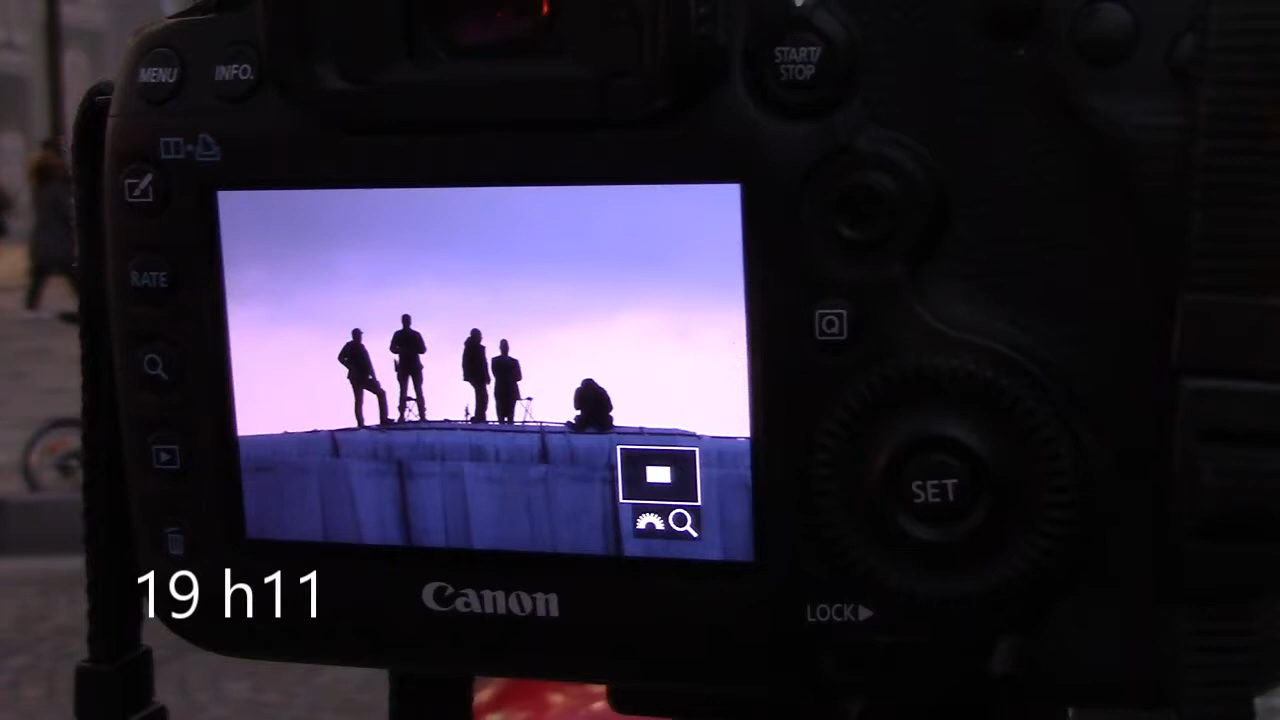 MENU
INFO.
START/
STOP
RATE
Q
SET
19 h11
Canon
LOCK